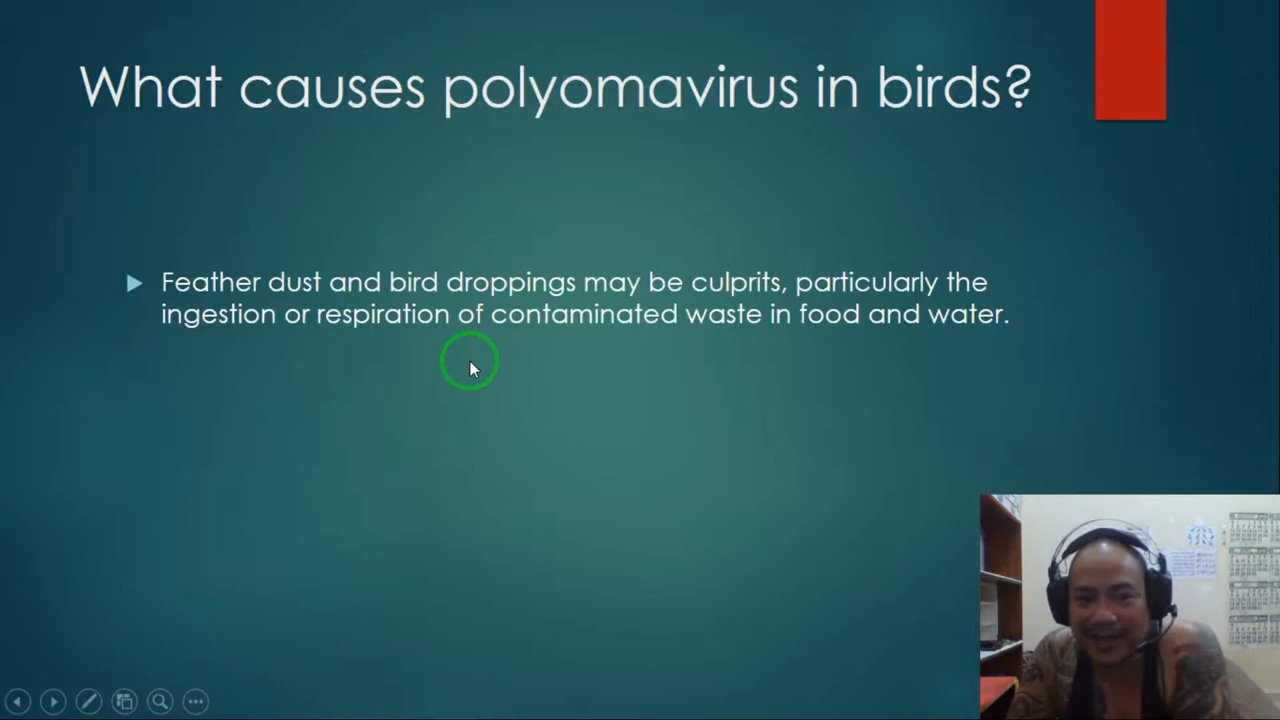 What causes polyomavirus in birds?
Feather dust and bird droppings may be culprits, particularly the
ingestion or respiration of contaminated waste in food and water.